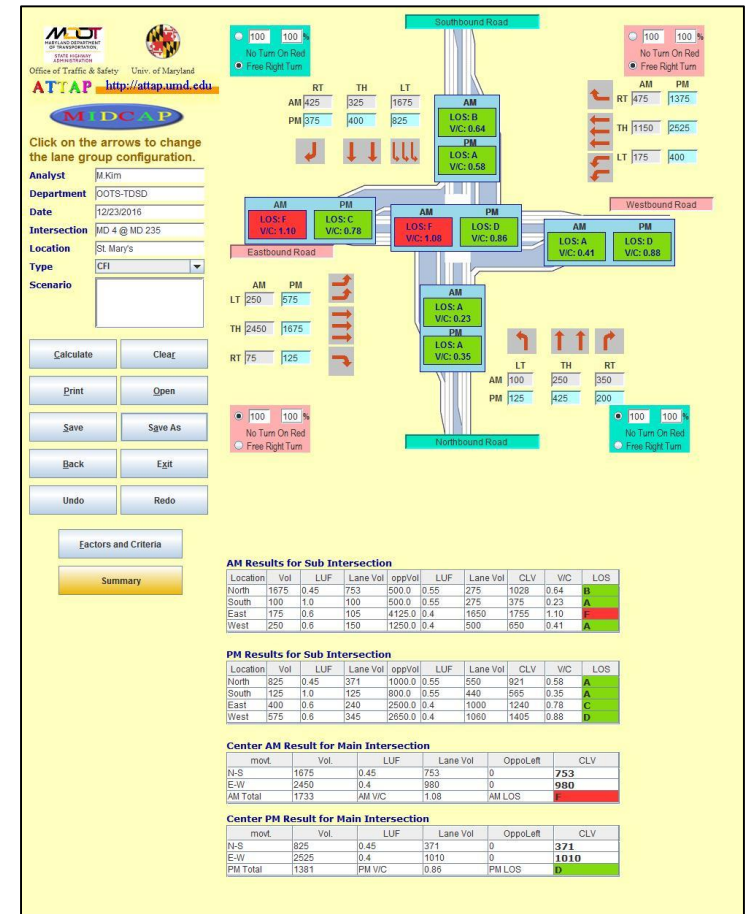 MDOT
MARYLAND DEPARTMENT
OF TRANSPORTATION
STATE HIGHWAY
ADMINISTRATION
Office of Traffic & Safety Univ. of Maryland
ATTAP http://attap.umd.edu
MIDCAP
Click on the arrows to change
the lane group configuration.
Analyst M.Kim
Department OOTS-TDSD
Date 12/23/2016
Intersection MD 4 @ MD 235
Location St. Mary's
Type CFI
Scenario
Calculate Clear
Print Open
Save Save As
Back Exit
Undo Redo
Factors and Criteria
Summary
100 100 %
No Turn On Red
Free Right Turn
RT TH LT
AM 425 325 1675
PM 375 400 825
Southbound Road
AM
LOS: B
V/C: 0.64
PM
LOS: A
V/C: 0.58
100 100 %
No Turn On Red
Free Right Turn
AM PM
RT 475 1375
TH 1150 2525
LT 175 400
Westbound Road
AM PM
LOS: F LOS: C
V/C: 1.10 V/C: 0.78
Eastbound Road
AM PM
LOS: F LOS: D
V/C: 1.08 V/C: 0.86
AM PM
LOS: A LOS: D
V/C: 0.41 V/C: 0.88
AM PM
LT 250 575
TH 2450 1675
RT 75 125
AM
LOS: A
V/C: 0.23
PM
LOS: A
V/C: 0.35
LT TH RT
AM 100 250 350
PM 125 425 200
100 100 %
No Turn On Red
Free Right Turn
Northbound Road
100 100 %
No Turn On Red
Free Right Turn
AM Results for Sub Intersection
Location Vol LUF Lane Vol oppVol LUF Lane Vol CLV V/C LOS
North 1675 0.45 753 500.0 0.55 275 1028 0.64 B
South 100 1.0 100 500.0 0.55 275 375 0.23 A
East 175 0.6 105 4125.0 0.4 1650 1755 1.10 F
West 250 0.6 150 1250.0 0.4 500 650 0.41 A
PM Results for Sub Intersection
Location Vol LUF Lane Vol oppVol LUF Lane Vol CLV V/C LOS
North 825 0.45 371 1000.0 0.55 550 921 0.58 A
South 125 1.0 125 800.0 0.55 440 565 0.35 A
East 400 0.6 240 2500.0 0.4 1000 1240 0.78 C
West 575 0.6 345 2650.0 0.4 1060 1405 0.88 D
Center AM Result for Main Intersection
movt. Vol. LUF Lane Vol OppoLeft CLV
N-S 1675 0.45 753 0 753
E-W 2450 0.4 980 0 980
AM Total 1733 AM V/C 1.08 AM LOS F
Center PM Result for Main Intersection
movt. Vol. LUF Lane Vol OppoLeft CLV
N-S 825 0.45 371 0 371
E-W 2525 0.4 1010 0 1010
PM Total 1381 PM V/C 0.86 PM LOS D